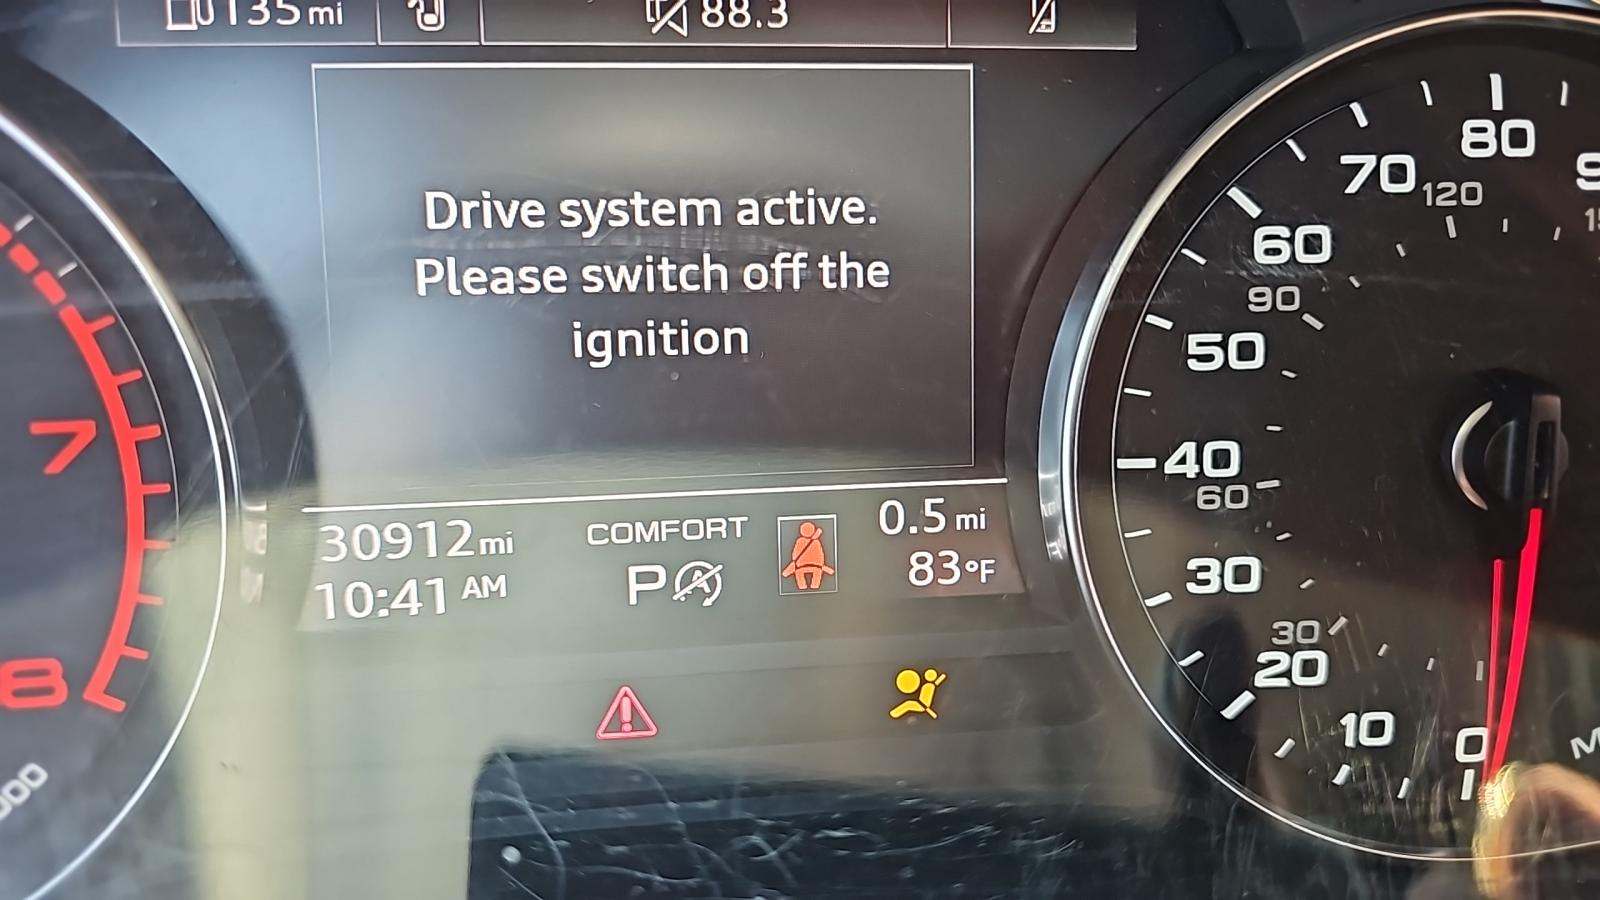 135 mi
88.3
Drive system active.
Please switch off the
ignition
30912 mi
COMFORT
0.5 mi
10:41 AM
P
A
83°F
7
8
80
70
120
60
90
50
40
60
30
30
20
10
0